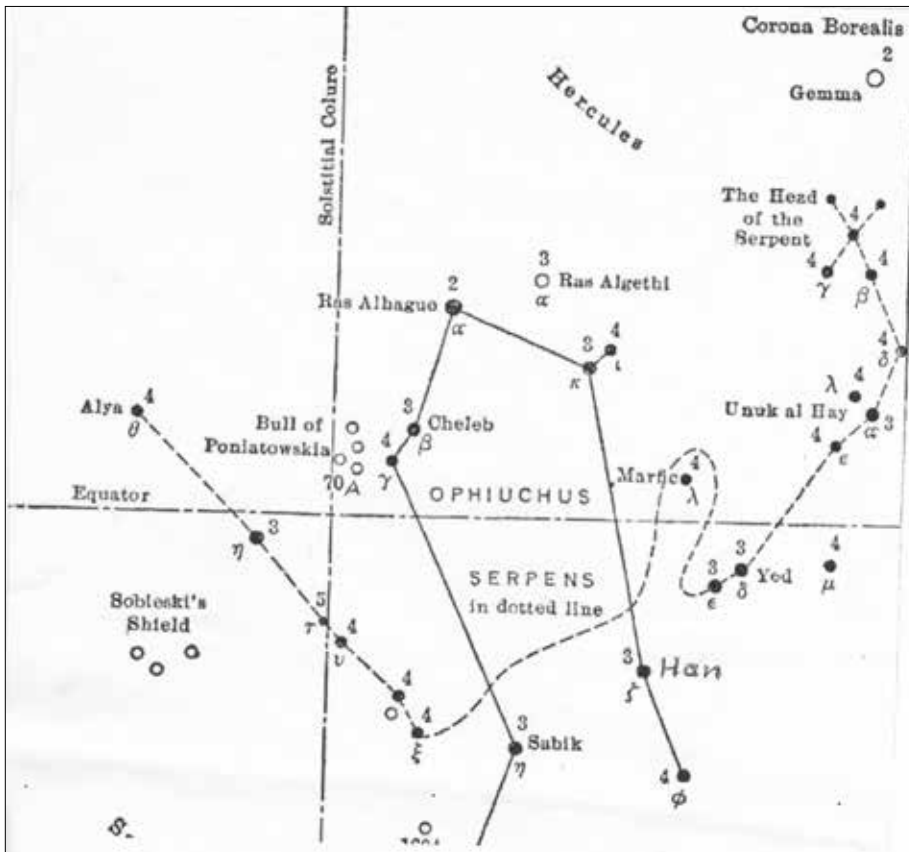 Corona Borealis
2
Gemma
Hercules
Solstitial Colure
The Head
of the
Serpent
4
4
γ
4
β
3
Ras Algethi
α
2
Ras Alhague
α
3
κ
4
ι
4
δ
4
λ
Unuk al Hay
3
α
4
ϵ
Alya
4
θ
Bull of
Poniatowskia
70
A
3
Cheleb
β
4
γ
Marfic
4
λ
Equator
OPHIUCHUS
3
η
SERPENS
in dotted line
3
ϵ
3
δ
Yed
4
μ
Sobieski's
Shield
5
τ
4
υ
4
4
ξ
3
Han
ζ
3
Sabik
η
4
φ